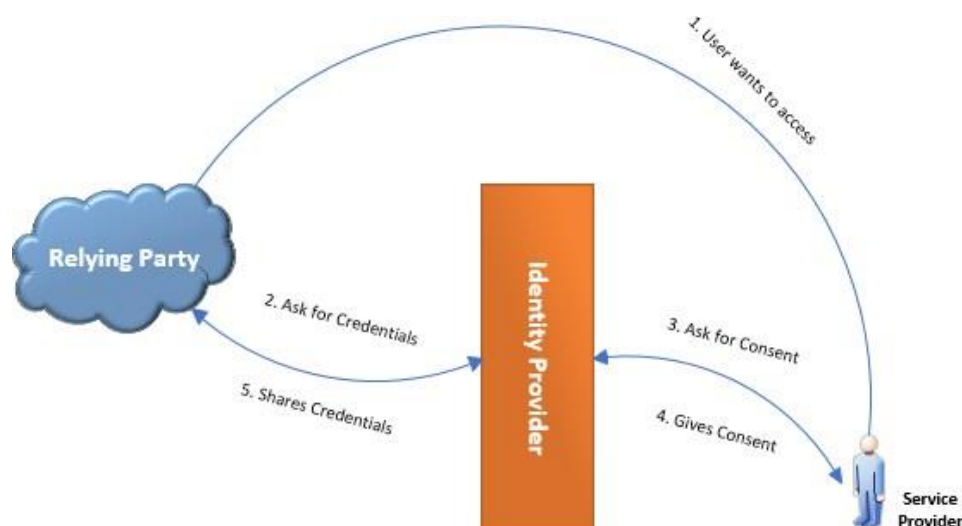 1. User wants to access
Relying Party
Identity Provider
2. Ask for Credentials
3. Ask for Consent
5. Shares Credentials
4. Gives Consent
Service
Provider